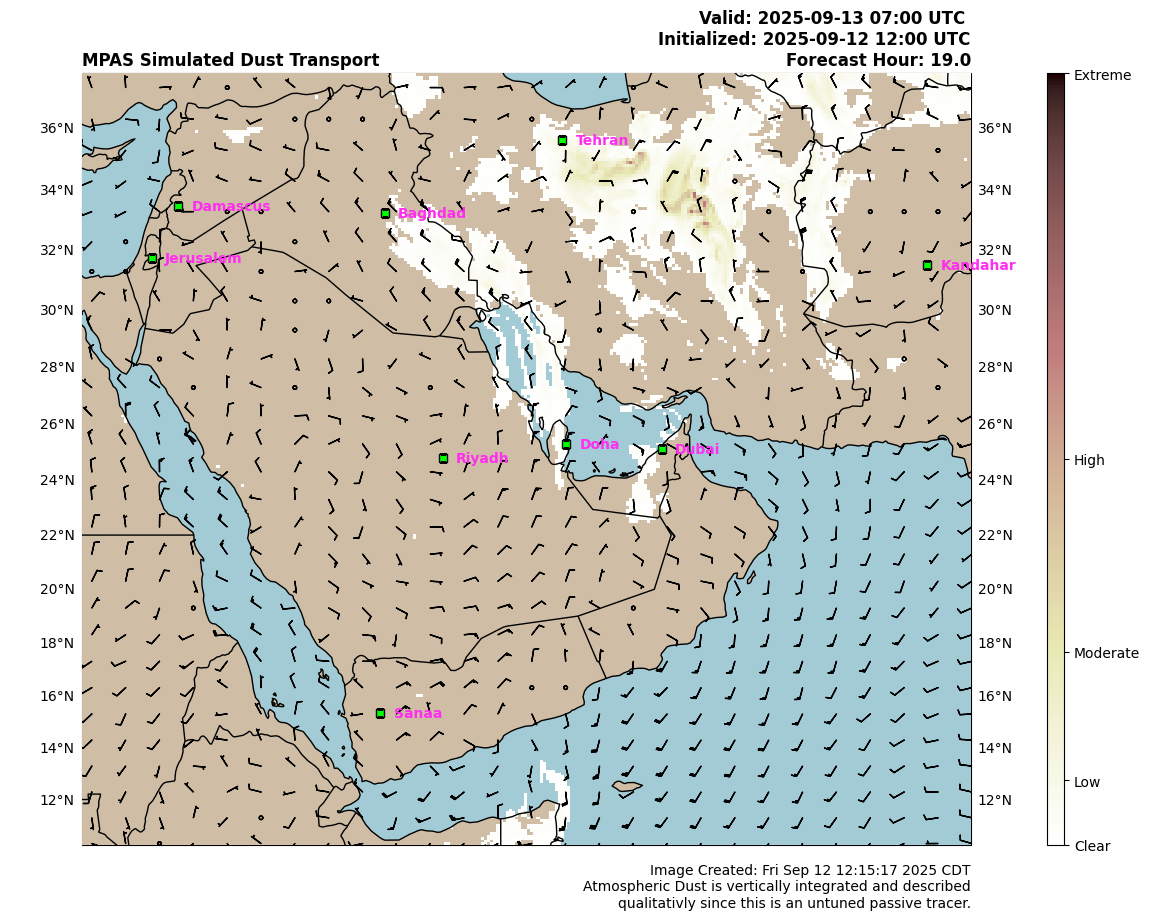 Valid: 2025-09-13 07:00 UTC
Initialized: 2025-09-12 12:00 UTC
MPAS Simulated Dust Transport
Forecast Hour: 19.0
Extreme
High
Moderate
Low
Clear
36°N
34°N
32°N
30°N
28°N
26°N
24°N
22°N
20°N
18°N
16°N
14°N
12°N
36°N
34°N
32°N
30°N
28°N
26°N
24°N
22°N
20°N
18°N
16°N
14°N
12°N
Tehran
Damascus
Baghdad
Jerusalem
Kandahar
Doha
Dubai
Riyadh
Sanaa
Image Created: Fri Sep 12 12:15:17 2025 CDT
Atmospheric Dust is vertically integrated and described
qualitativly since this is an untuned passive tracer.